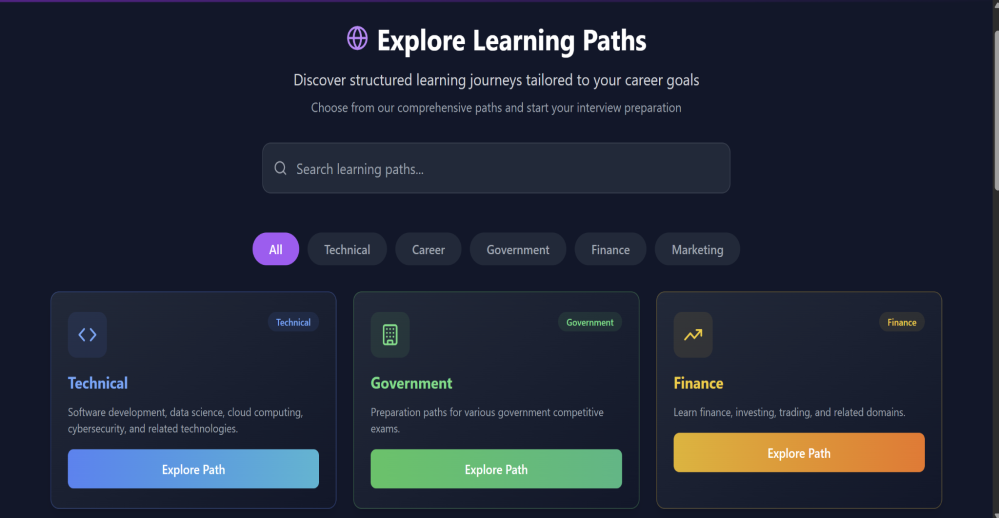 Explore Learning Paths
Discover structured learning journeys tailored to your career goals
Choose from our comprehensive paths and start your interview preparation
Search learning paths...
All
Technical
Career
Government
Finance
Marketing
Technical
Technical
Software development, data science, cloud computing,
cybersecurity, and related technologies.
Explore Path
Government
Government
Preparation paths for various government competitive
exams.
Explore Path
Finance
Finance
Learn finance, investing, trading, and related domains.
Explore Path